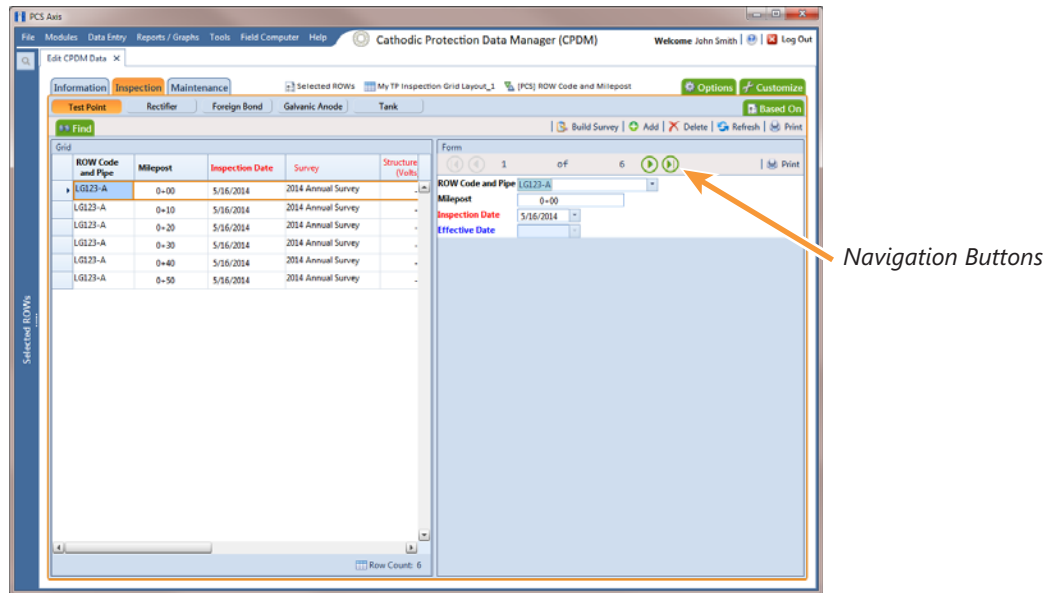 PCS Axis
File Modules Data Entry Reports / Graphs Tools Field Computer Help Cathodic Protection Data Manager (CPDM) Welcome John Smith Log Out
Edit CPDM Data
Information Inspection Maintenance Selected ROWs My TP Inspection Grid Layout_1 [PCS] ROW Code and Milepost Options Customize
Test Point Rectifier Foreign Bond Galvanic Anode Tank Based On
Find Build Survey Add Delete Refresh Print
Grid Form
ROW Code and Pipe Milepost Inspection Date Survey Structure (Volts
1 of 6 Print
LG123-A 0+00 5/16/2014 2014 Annual Survey -
LG123-A 0+10 5/16/2014 2014 Annual Survey -
LG123-A 0+20 5/16/2014 2014 Annual Survey -
LG123-A 0+30 5/16/2014 2014 Annual Survey -
LG123-A 0+40 5/16/2014 2014 Annual Survey -
LG123-A 0+50 5/16/2014 2014 Annual Survey -
ROW Code and Pipe LG123-A
Milepost 0+00
Inspection Date 5/16/2014
Effective Date
Navigation Buttons
Selected ROWs
Row Count: 6